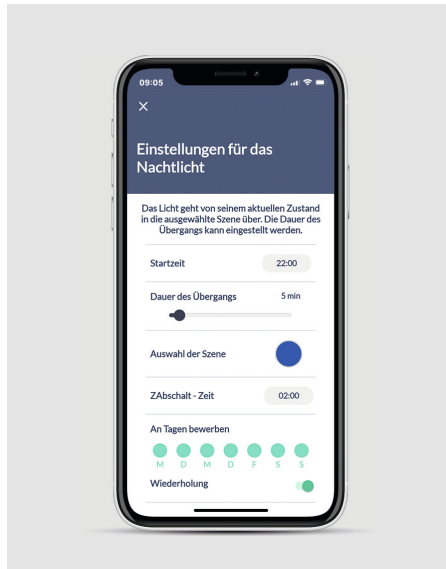 09:05
Einstellungen für das
Nachtlicht
Das Licht geht von seinem aktuellen Zustand
in die ausgewählte Szene über. Die Dauer des
Übergangs kann eingestellt werden.
Startzeit 22:00
Dauer des Übergangs 5 min
Auswahl der Szene
ZAbschalt - Zeit 02:00
An Tagen bewerben
M D M D F S S
Wiederholung